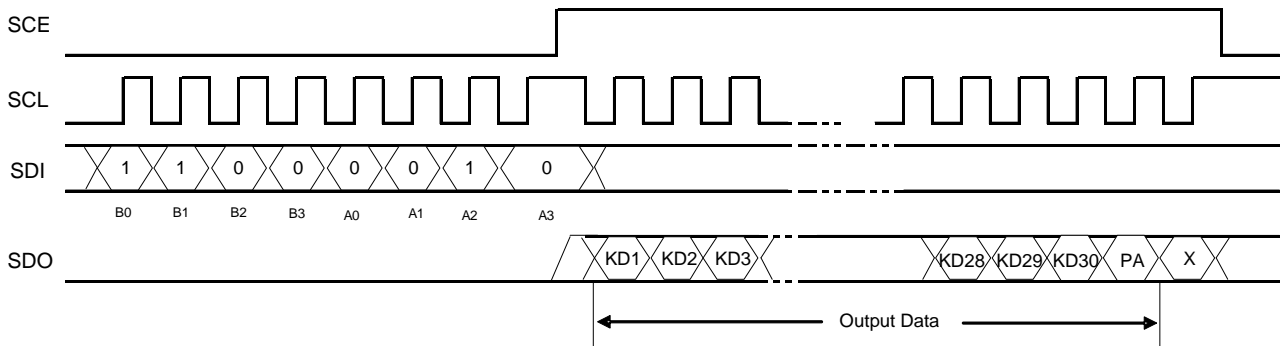 SCE
SCL
SDI 1 1 0 0 0 0 1 0
B0 B1 B2 B3 A0 A1 A2 A3
SDO KD1 KD2 KD3 KD28 KD29 KD30 PA X
Output Data